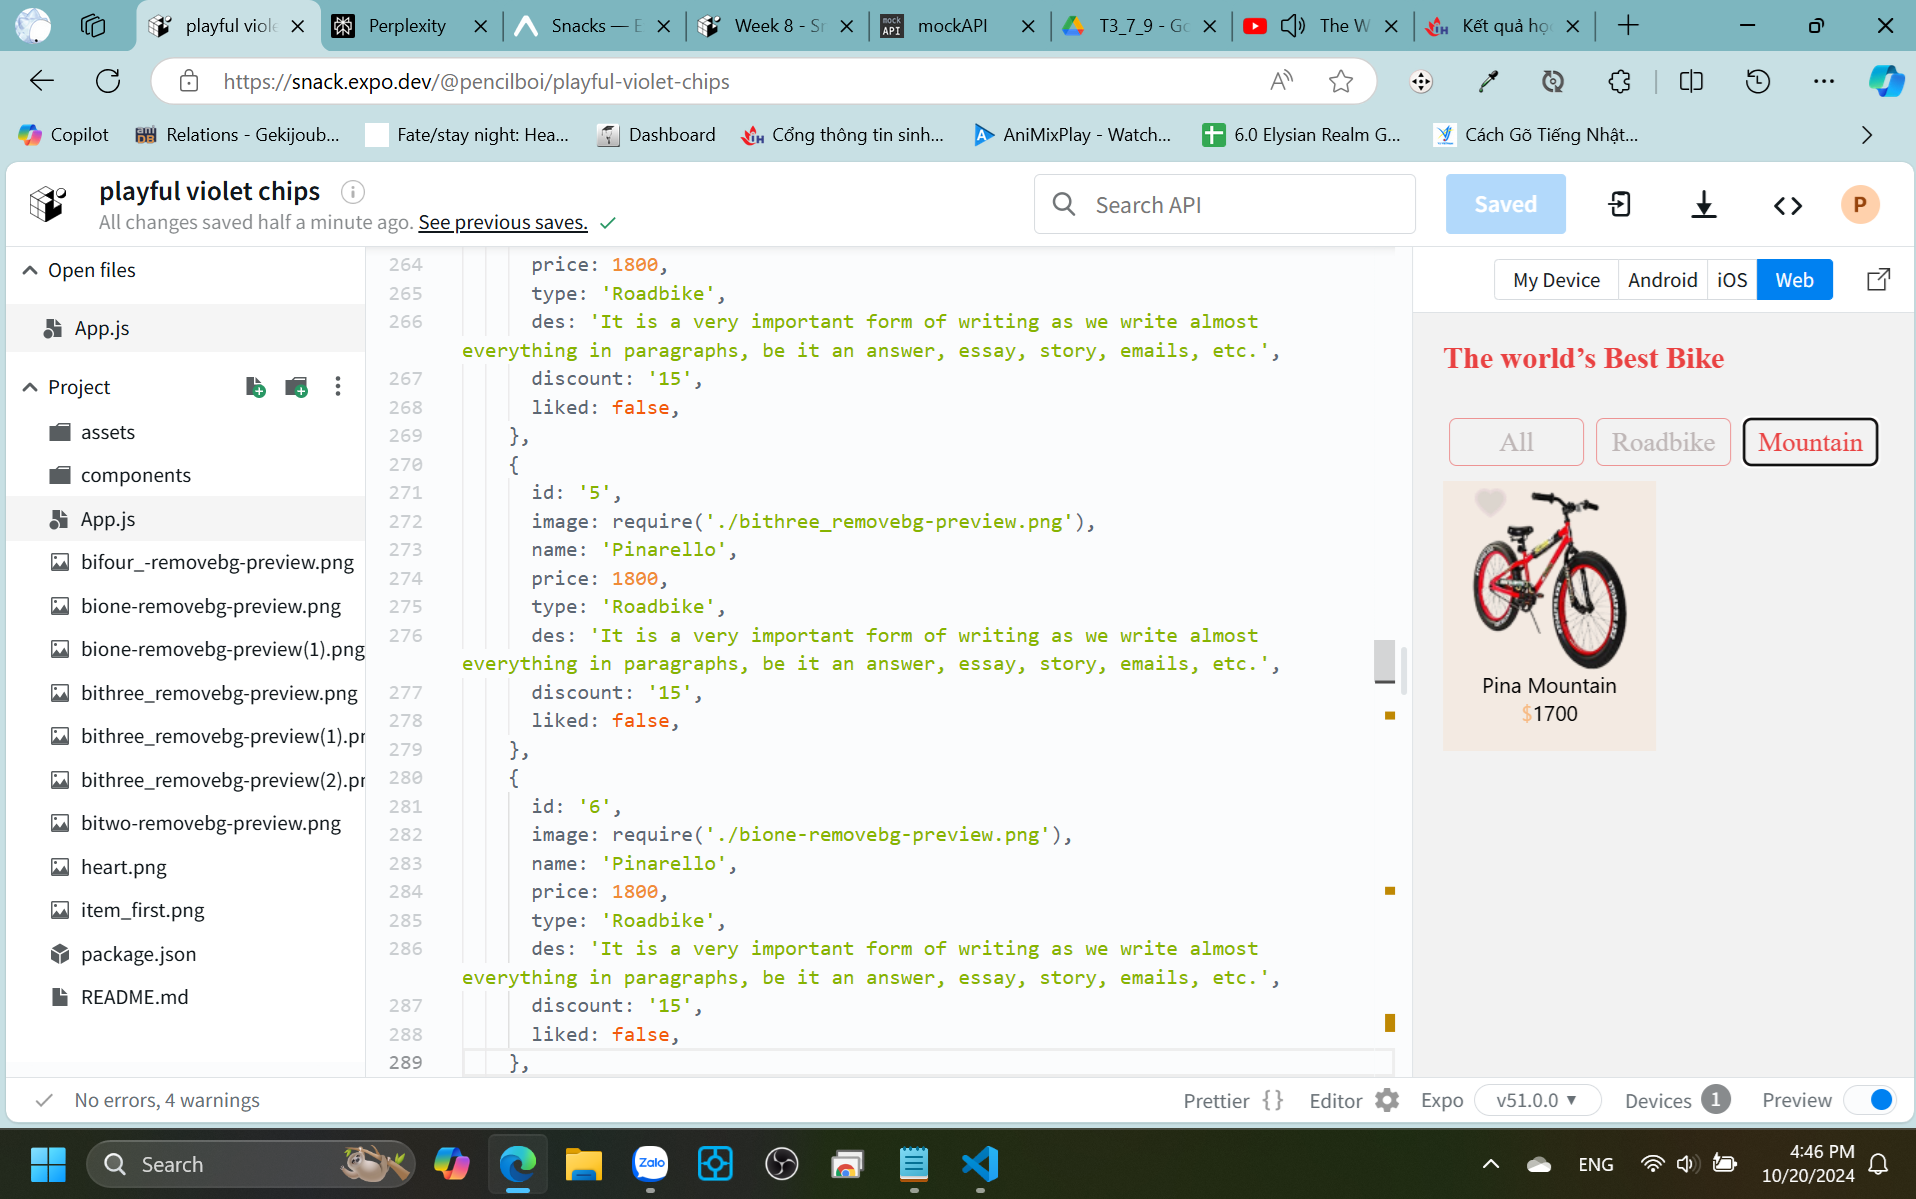 playful viole
Perplexity
Snacks — E
Week 8 - Sn
mock API
mockAPI
T3_7_9 - Go
The W
Kết quả học
https://snack.expo.dev/@pencilboi/playful-violet-chips
Copilot
Relations - Gekijoub...
Fate/stay night: Hea...
Dashboard
Cổng thông tin sinh...
AniMixPlay - Watch...
6.0 Elysian Realm G...
Cách Gõ Tiếng Nhật...
playful violet chips
All changes saved half a minute ago. See previous saves.
Search API
Saved
P
Open files
App.js
Project
assets
components
App.js
bifour_-removebg-preview.png
bione-removebg-preview.png
bione-removebg-preview(1).png
bithree_removebg-preview.png
bithree_removebg-preview(1).pr
bithree_removebg-preview(2).pr
bitwo-removebg-preview.png
heart.png
item_first.png
package.json
README.md
264 price: 1800,
265 type: 'Roadbike',
266 des: 'It is a very important form of writing as we write almost
everything in paragraphs, be it an answer, essay, story, emails, etc.',
267 discount: '15',
268 liked: false,
269 },
270 {
271 id: '5',
272 image: require('./bithree_removebg-preview.png'),
273 name: 'Pinarello',
274 price: 1800,
275 type: 'Roadbike',
276 des: 'It is a very important form of writing as we write almost
everything in paragraphs, be it an answer, essay, story, emails, etc.',
277 discount: '15',
278 liked: false,
279 },
280 {
281 id: '6',
282 image: require('./bione-removebg-preview.png'),
283 name: 'Pinarello',
284 price: 1800,
285 type: 'Roadbike',
286 des: 'It is a very important form of writing as we write almost
everything in paragraphs, be it an answer, essay, story, emails, etc.',
287 discount: '15',
288 liked: false,
289 },
My Device
Android
iOS
Web
The world’s Best Bike
All
Roadbike
Mountain
Pina Mountain
$1700
No errors, 4 warnings
Prettier {}
Editor
Expo
v51.0.0
Devices 1
Preview
Search
Zalo
ENG
4:46 PM
10/20/2024